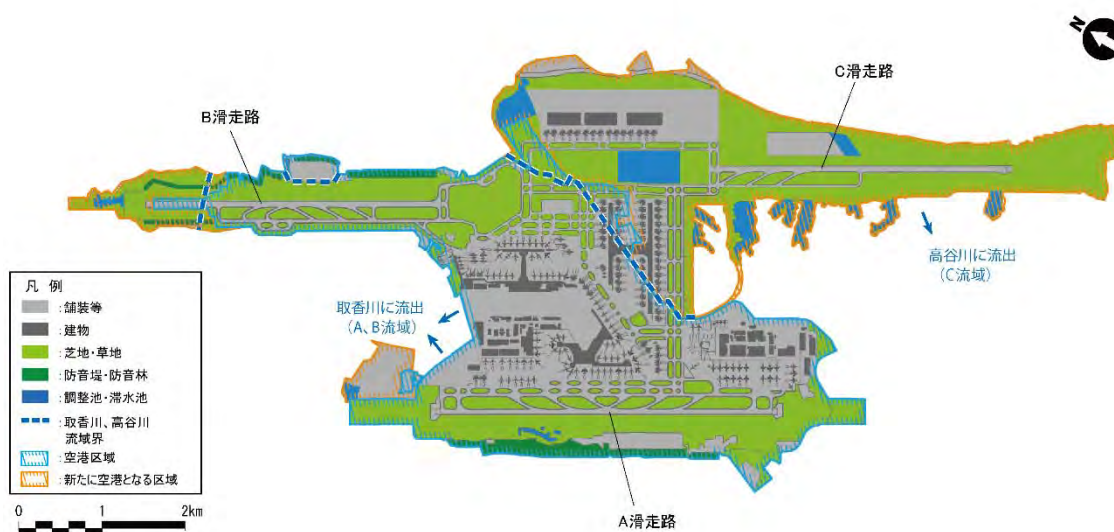 N
C滑走路
B滑走路
高谷川に流出
(C流域)
取香川に流出
(A、B流域)
凡 例
:舗装等
:建物
:芝地・草地
:防音堤・防音林
:調整池・滞水池
:取香川、高谷川
流域界
:空港区域
:新たに空港となる区域
0 1 2km
A滑走路